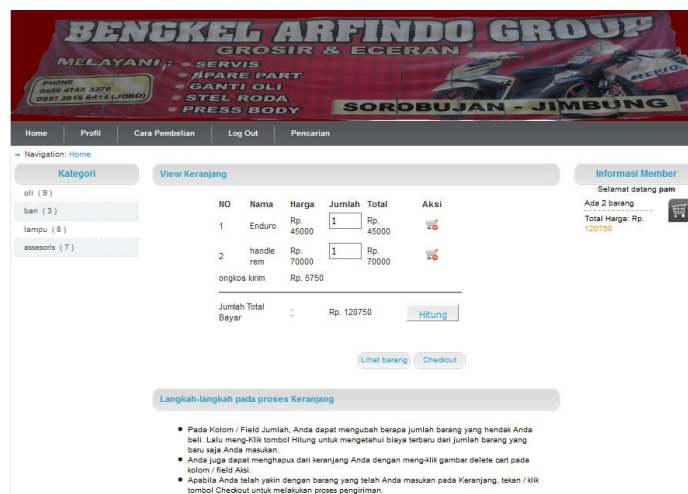 BENGKEL ARFINDO GROUP
GROSIR & ECERAN
MELAYANI : • SERVIS
• SPARE PART
• GANTI OLI
• STEL RODA
• PRESS BODY
PHONE
0856 4743 3276
0857 2815 8414 (JOKO)
SOROBUJAN - JIMBUNG
REPSOL
Home Profil Cara Pembelian Log Out Pencarian
Navigation: Home
Kategori
oli ( 9 )
ban ( 3 )
lampu ( 8 )
assesoris ( 7 )
View Keranjang
NO Nama Harga Jumlah Total Aksi
1 Enduro Rp. 45000 1 Rp. 45000
2 handle rem Rp. 70000 1 Rp. 70000
ongkos kirim Rp. 5750
Jumlah Total Bayar : Rp. 120750 Hitung
Lihat barang Checkout
Langkah-langkah pada proses Keranjang
• Pada Kolom / Field Jumlah, Anda dapat mengubah berapa jumlah barang yang hendak Anda
beli. Lalu meng-Klik tombol Hitung untuk mengetahui biaya terbaru dari jumlah barang yang
baru saja Anda masukan.
• Anda juga dapat menghapus dari keranjang Anda dengan meng-klik gambar delete cart pada
kolom / field Aksi.
• Apabila Anda telah yakin dengan barang yang telah Anda masukan pada Keranjang, tekan / klik
tombol Checkout untuk melakukan proses pengiriman.
Informasi Member
Selamat datang pam
Ada 2 barang
Total Harga: Rp.
120750